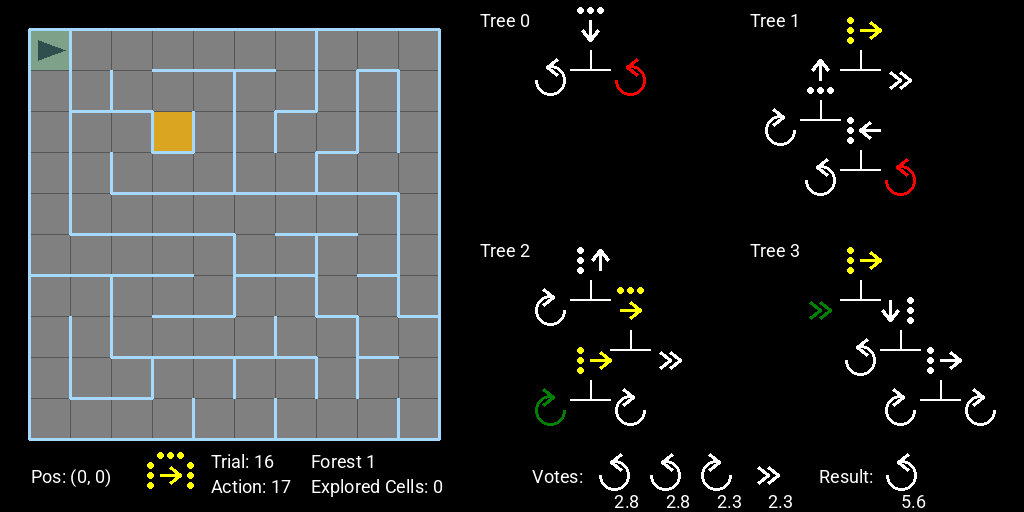 Tree 0
Tree 1
Tree 2
Tree 3
Pos: (0, 0)
Trial: 16
Forest 1
Action: 17
Explored Cells: 0
Votes:
2.8
2.8
2.3
2.3
Result:
5.6